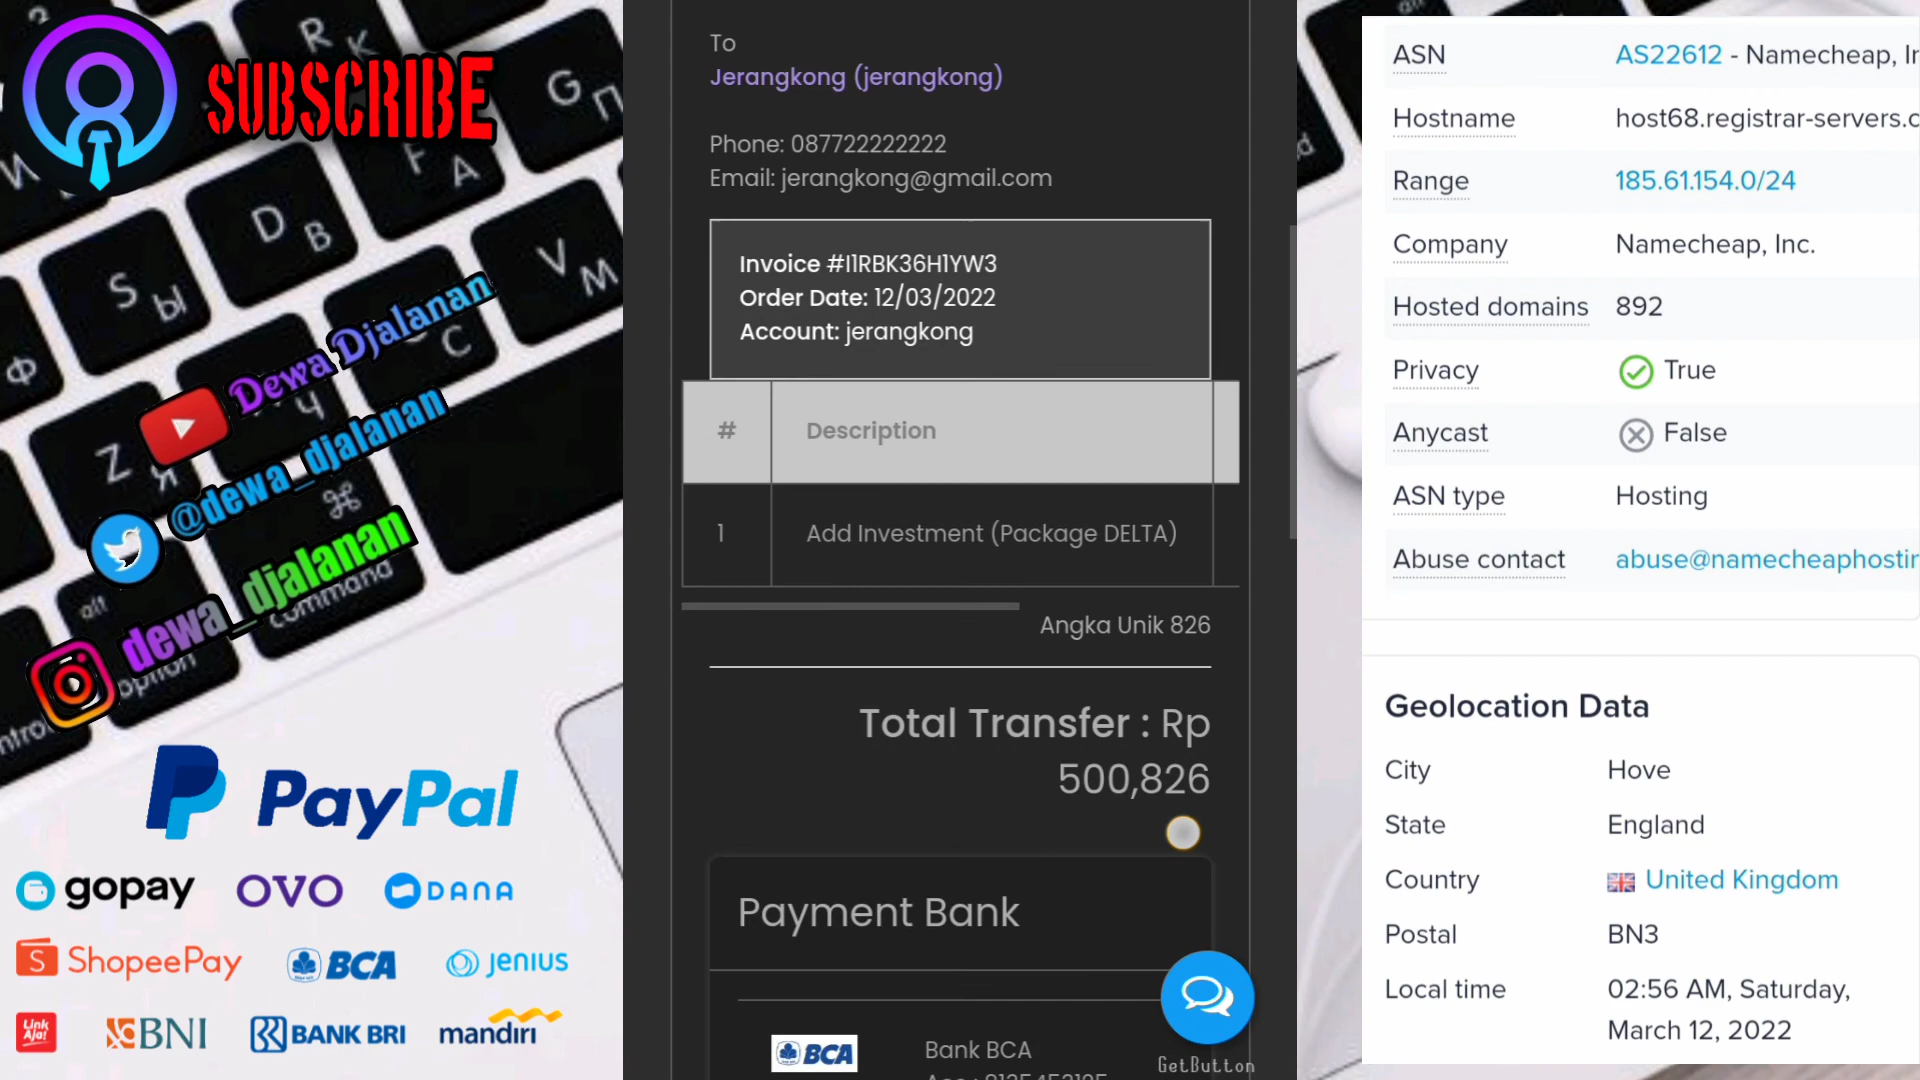 SUBSCRIBE
Dewa Djalanan
@dewa_djalanan
dewa_djalanan
PayPal
gopay
OVO
DANA
S ShopeePay
BCA
jenius
Link Aja!
BNI
BANK BRI
mandiri
To
Jerangkong (jerangkong)
Phone: 087722222222
Email: jerangkong@gmail.com
Invoice #I1RBK36H1YW3
Order Date: 12/03/2022
Account: jerangkong
# Description
1 Add Investment (Package DELTA)
Angka Unik 826
Total Transfer : Rp
500,826
Payment Bank
BCA
Bank BCA
GetButton
ASN AS22612 - Namecheap, In
Hostname host68.registrar-servers.c
Range 185.61.154.0/24
Company Namecheap, Inc.
Hosted domains 892
Privacy True
Anycast False
ASN type Hosting
Abuse contact abuse@namecheaphostin
Geolocation Data
City Hove
State England
Country United Kingdom
Postal BN3
Local time 02:56 AM, Saturday,
March 12, 2022